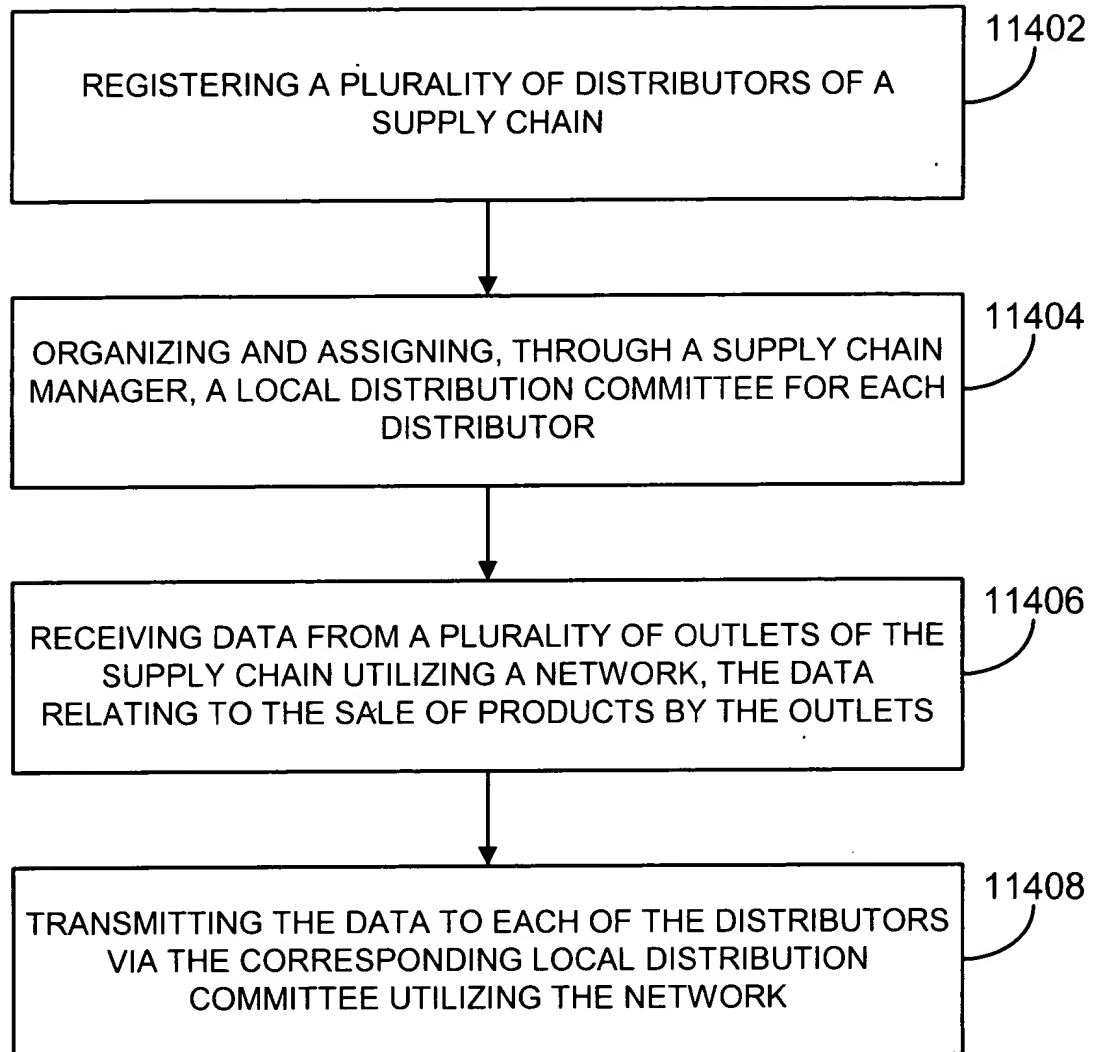 11402
REGISTERING A PLURALITY OF DISTRIBUTORS OF A
SUPPLY CHAIN
11404
ORGANIZING AND ASSIGNING, THROUGH A SUPPLY CHAIN
MANAGER, A LOCAL DISTRIBUTION COMMITTEE FOR EACH
DISTRIBUTOR
11406
RECEIVING DATA FROM A PLURALITY OF OUTLETS OF THE
SUPPLY CHAIN UTILIZING A NETWORK, THE DATA
RELATING TO THE SALE OF PRODUCTS BY THE OUTLETS
11408
TRANSMITTING THE DATA TO EACH OF THE DISTRIBUTORS
VIA THE CORRESPONDING LOCAL DISTRIBUTION
COMMITTEE UTILIZING THE NETWORK